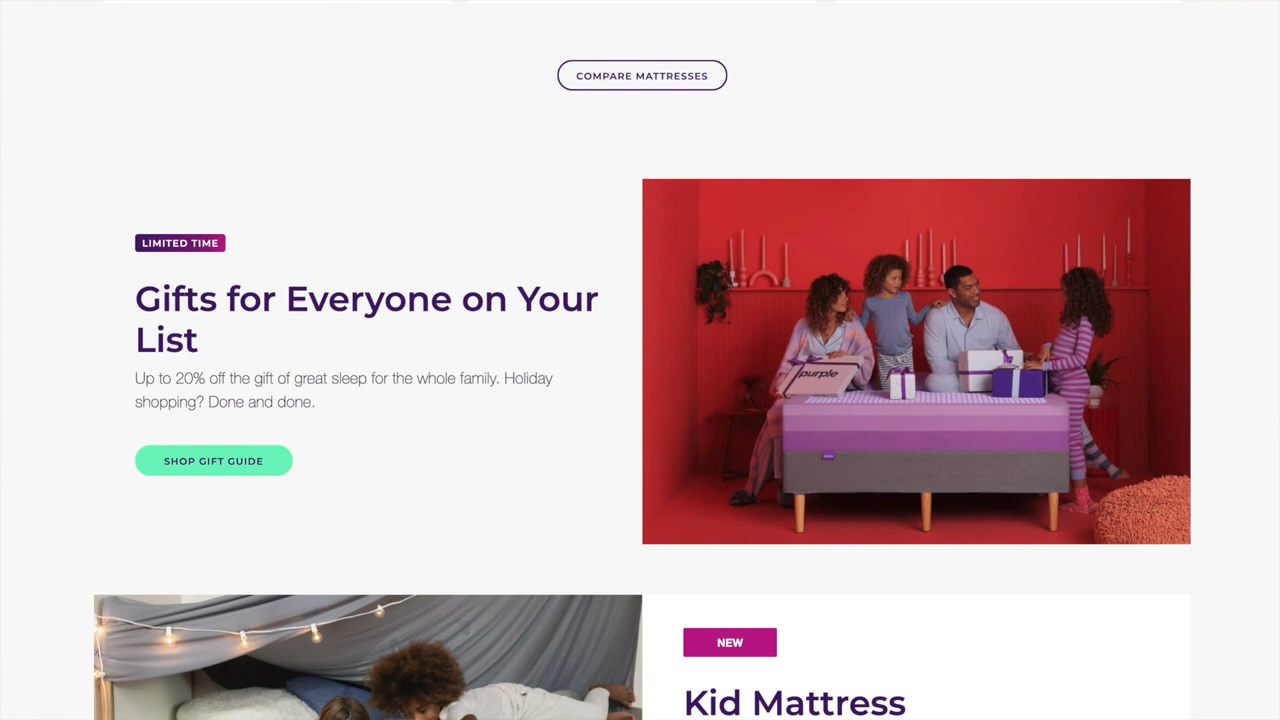 COMPARE MATTRESSES
LIMITED TIME
Gifts for Everyone on Your
List
Up to 20% off the gift of great sleep for the whole family. Holiday
shopping? Done and done.
SHOP GIFT GUIDE
purple
NEW
Kid Mattress